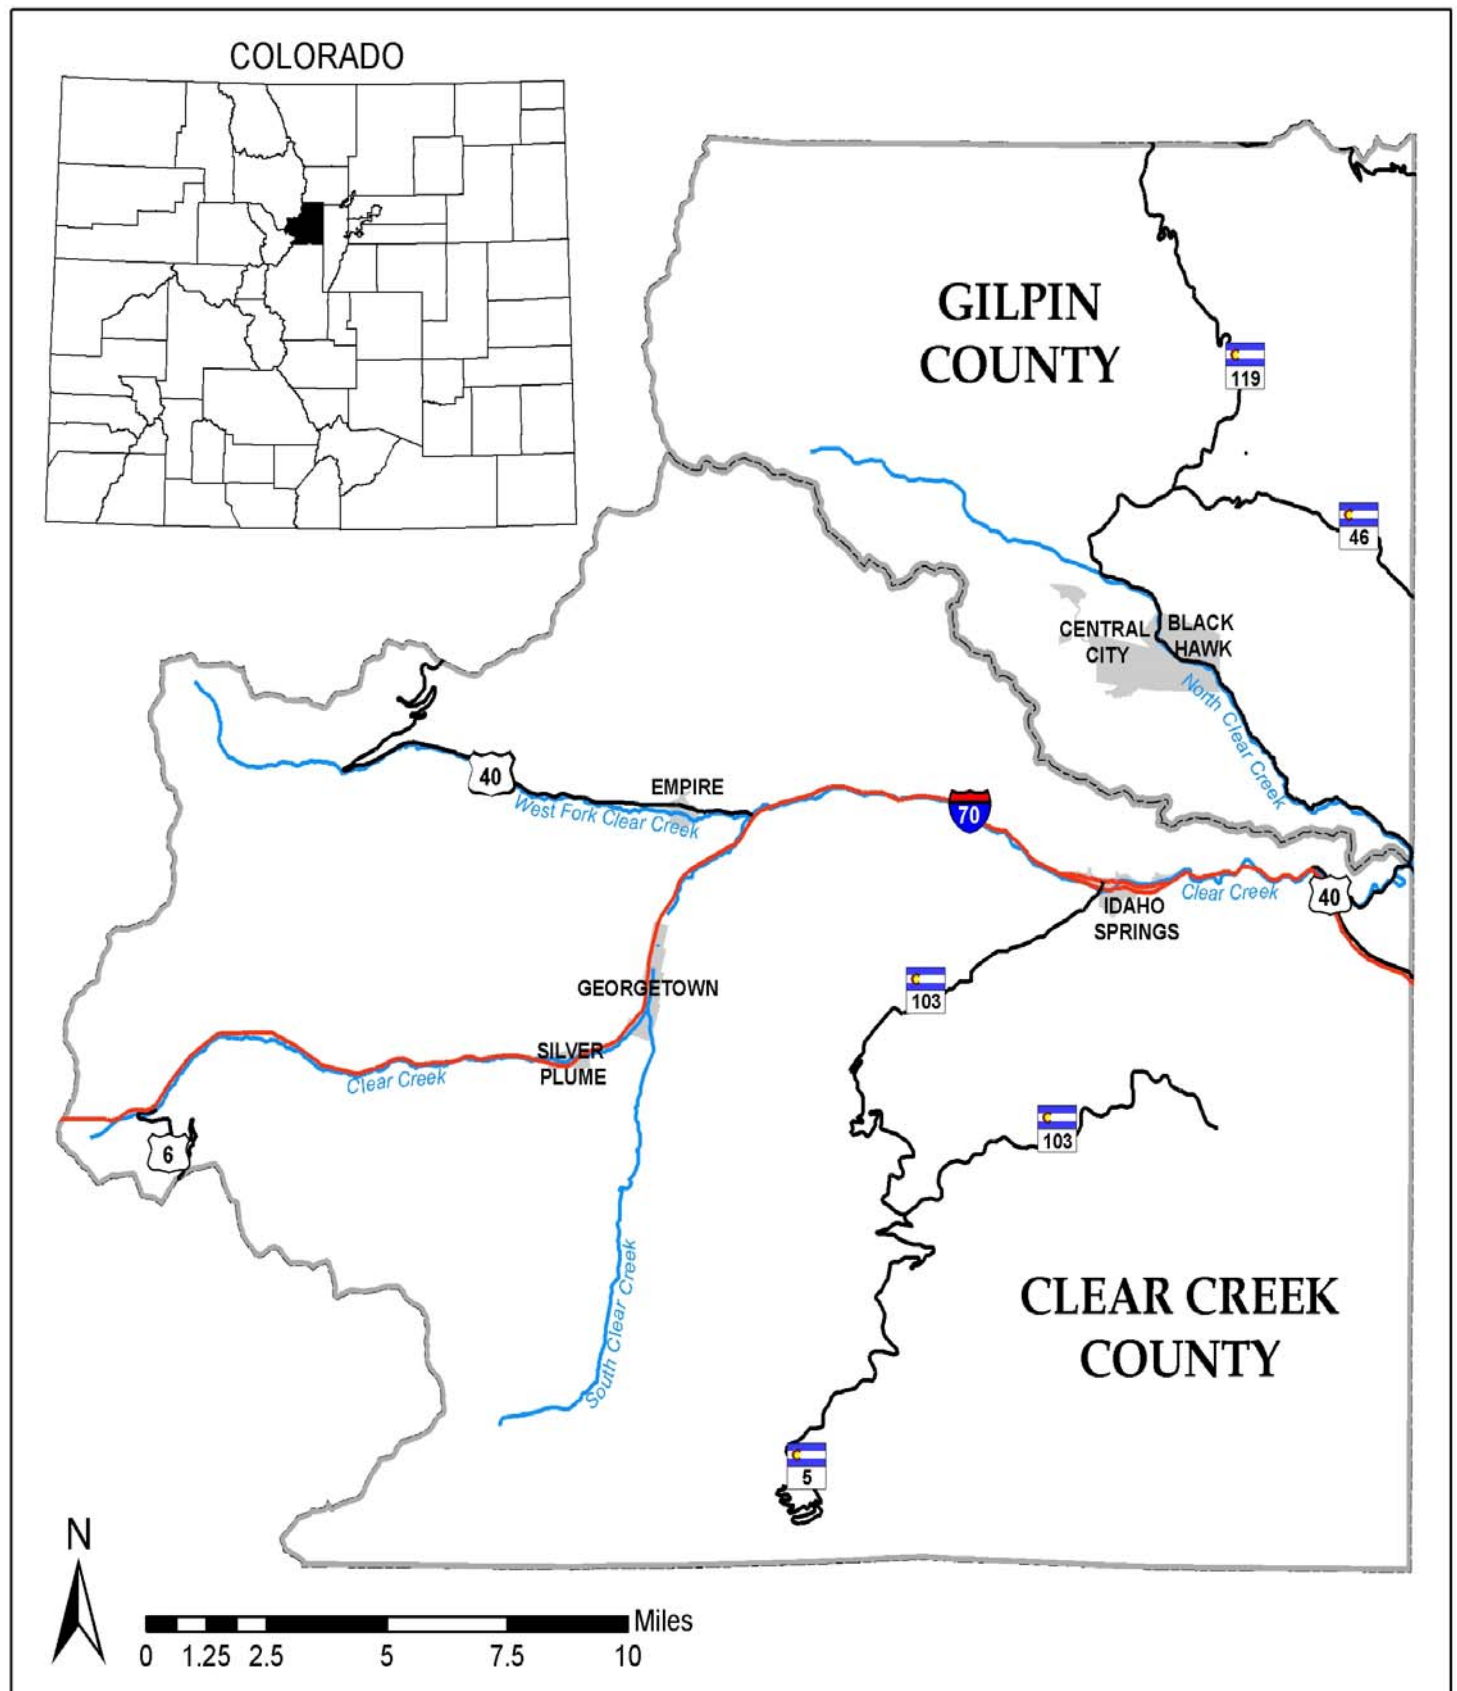 COLORADO
GILPIN
COUNTY
119
46
CENTRAL
CITY
BLACK
HAWK
North Clear Creek
40
EMPIRE
West Fork Clear Creek
70
Clear Creek
40
IDAHO
SPRINGS
103
GEORGETOWN
SILVER
PLUME
Clear Creek
103
6
South Clear Creek
CLEAR CREEK
COUNTY
5
N
Miles
0 1.25 2.5 5 7.5 10